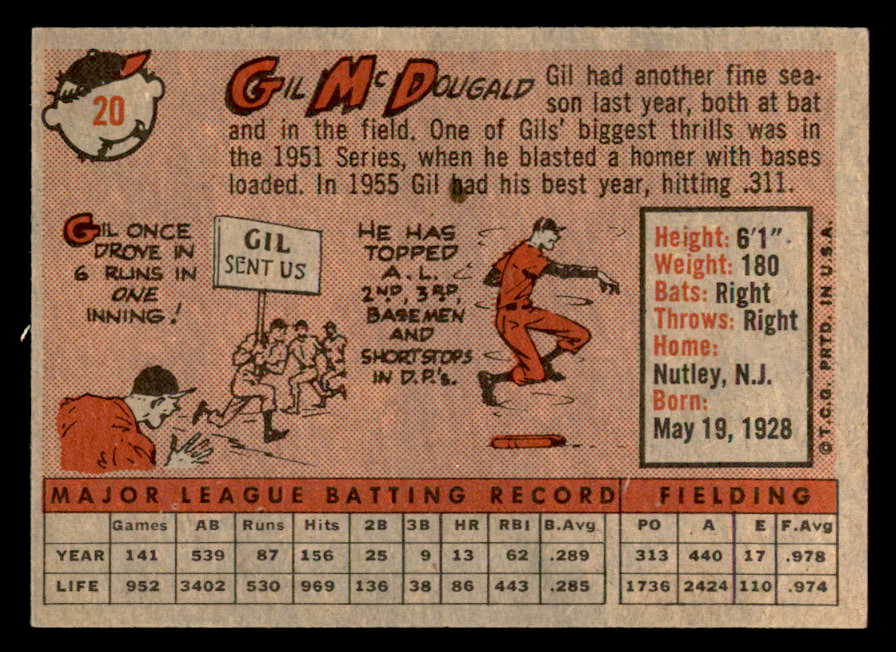 20
GIL MCDOUGALD
Gil had another fine sea-
son last year, both at bat
and in the field. One of Gils' biggest thrills was in
the 1951 Series, when he blasted a homer with bases
loaded. In 1955 Gil had his best year, hitting .311.
GIL ONCE
DROVE IN
6 RUNS IN
ONE
INNING!
GIL
SENT US
HE HAS
TOPPED
A.L.
2ND, 3RD,
BASEMEN
AND
SHORTSTOPS
IN D.P.'s.
Height: 6'1"
Weight: 180
Bats: Right
Throws: Right
Home:
Nutley, N.J.
Born:
May 19, 1928
©T.C.G. PRTD. IN U.S.A.
MAJOR LEAGUE BATTING RECORD FIELDING
Games AB Runs Hits 2B 3B HR RBI B.Avg PO A E F.Avg
YEAR 141 539 87 156 25 9 13 62 .289 313 440 17 .978
LIFE 952 3402 530 969 136 38 86 443 .285 1736 2424 110 .974